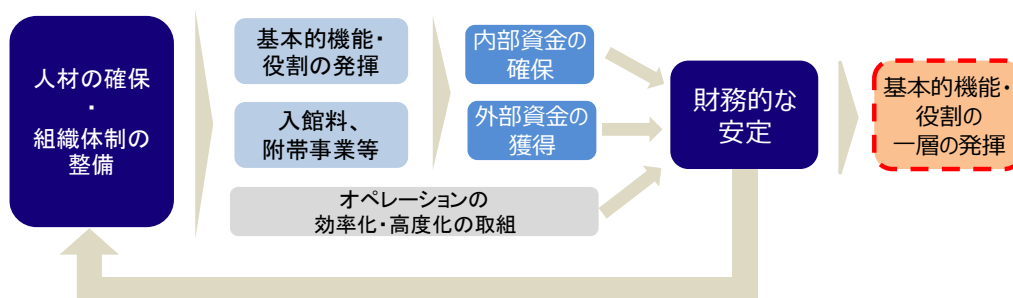 人材の確保
・
組織体制の
整備
基本的機能・
役割の発揮
入館料、
附帯事業等
オペレーションの
効率化・高度化の取組
内部資金の
確保
外部資金の
獲得
財務的な
安定
基本的機能・
役割の
一層の発揮